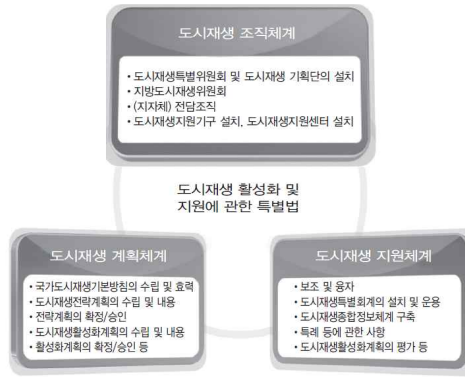 도시재생 조직체계
• 도시재생특별위원회 및 도시재생 기획단의 설치
• 지방도시재생위원회
• (지자체) 전담조직
• 도시재생지원기구 설치, 도시재생지원센터 설치
도시재생 활성화 및
지원에 관한 특별법
도시재생 계획체계
• 국가도시재생기본방침의 수립 및 효력
• 도시재생전략계획의 수립 및 내용
• 전략계획의 확정/승인
• 도시재생활성화계획의 수립 및 내용
• 활성화계획의 확정/승인 등
도시재생 지원체계
• 보조 및 융자
• 도시재생특별회계의 설치 및 운용
• 도시재생종합정보체계 구축
• 특례 등에 관한 사항
• 도시재생활성화계획의 평가 등